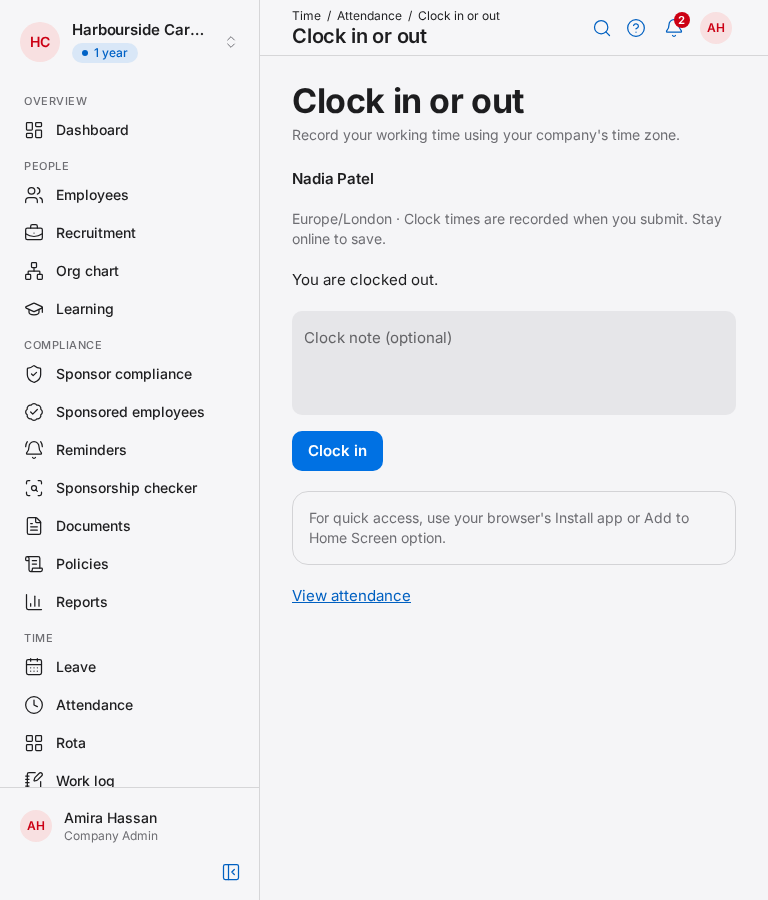 HC
Harbourside Car...
1 year
OVERVIEW
Dashboard
PEOPLE
Employees
Recruitment
Org chart
Learning
COMPLIANCE
Sponsor compliance
Sponsored employees
Reminders
Sponsorship checker
Documents
Policies
Reports
TIME
Leave
Attendance
Rota
Work log
AH
Amira Hassan
Company Admin
Time / Attendance / Clock in or out
Clock in or out
2
AH
Clock in or out
Record your working time using your company's time zone.
Nadia Patel
Europe/London · Clock times are recorded when you submit. Stay
online to save.
You are clocked out.
Clock note (optional)
Clock in
For quick access, use your browser's Install app or Add to
Home Screen option.
View attendance